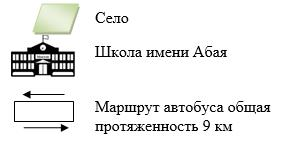 Село
Школа имени Абая
Маршрут автобуса общая
протяженность 9 км